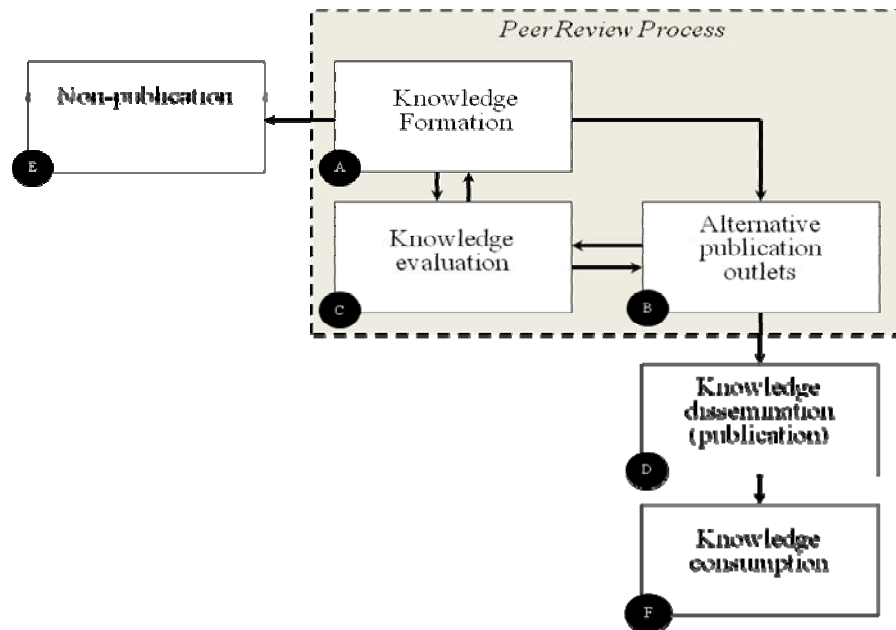 Peer Review Process
Non-publication
E
Knowledge
Formation
A
Knowledge
evaluation
C
Alternative
publication
outlets
B
Knowledge
dissemination
(publication)
D
Knowledge
consumption
F